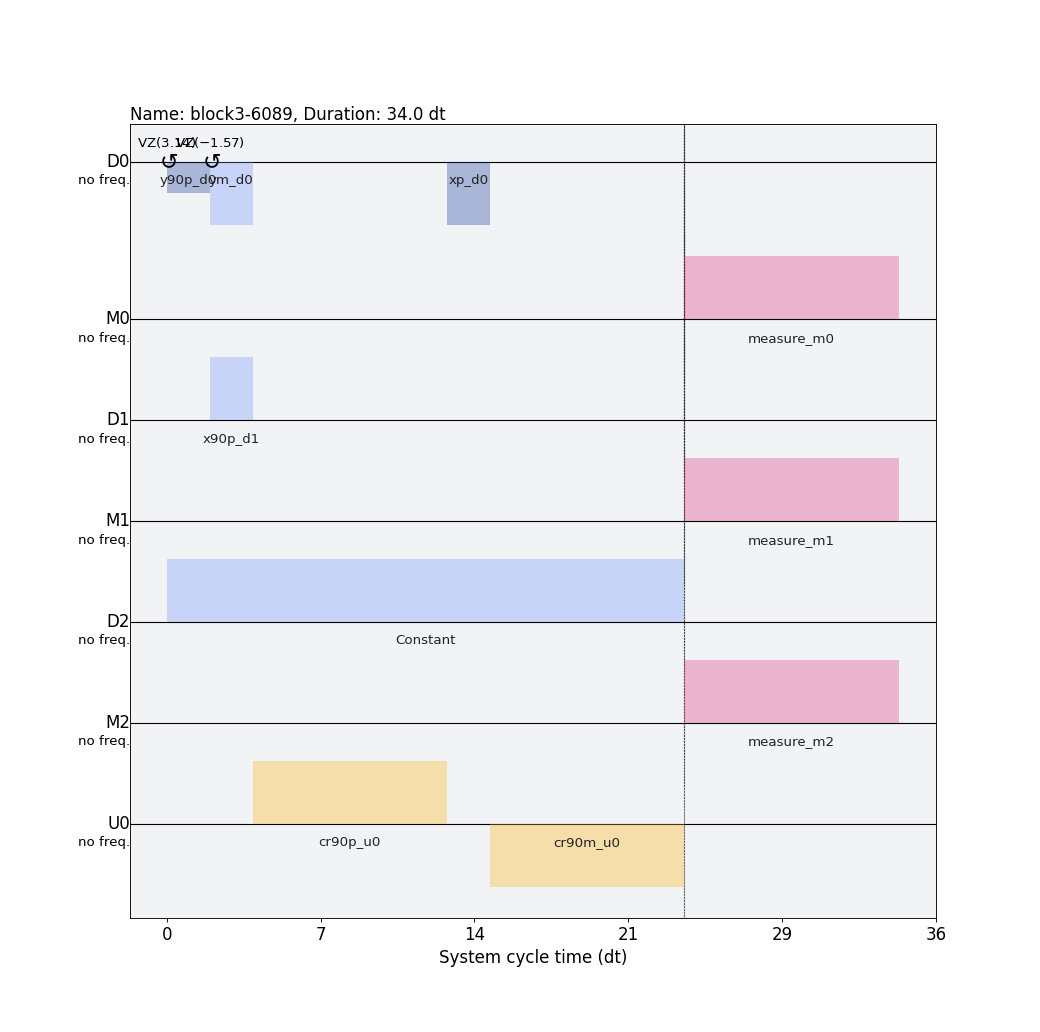 Name: block3-6089, Duration: 34.0 dt
VZ(3.14) VZ(−1.57)
D0
no freq. y90p_d0 ym_d0 xp_d0
M0
no freq. measure_m0
D1
no freq. x90p_d1
M1
no freq. measure_m1
D2
no freq. Constant
M2
no freq. measure_m2
U0
no freq. cr90p_u0 cr90m_u0
0 7 14 21 29 36
System cycle time (dt)